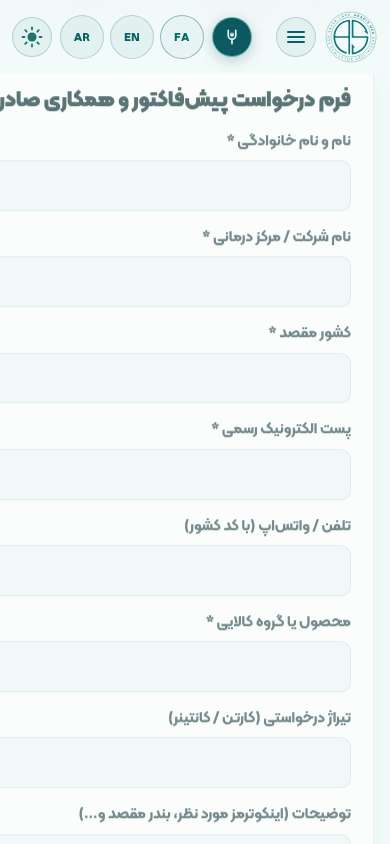 AR EN FA
فرم درخواست پیش‌فاکتور و همکاری صادر
نام و نام خانوادگی *
نام شرکت / مرکز درمانی *
کشور مقصد *
پست الکترونیک رسمی *
تلفن / واتس‌اپ (با کد کشور)
محصول یا گروه کالایی *
تیراژ درخواستی (کارتن / کانتینر)
توضیحات (اینکوترمز مورد نظر، بندر مقصد و...)